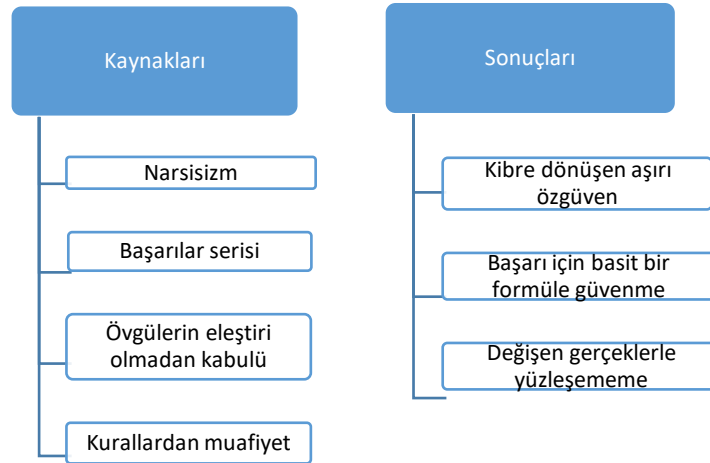 Kaynakları
Narsisizm
Başarılar serisi
Övgülerin eleştiri
olmadan kabulü
Kurallardan muafiyet
Sonuçları
Kibre dönüşen aşırı
özgüven
Başarı için basit bir
formüle güvenme
Değişen gerçeklerle
yüzleşememe